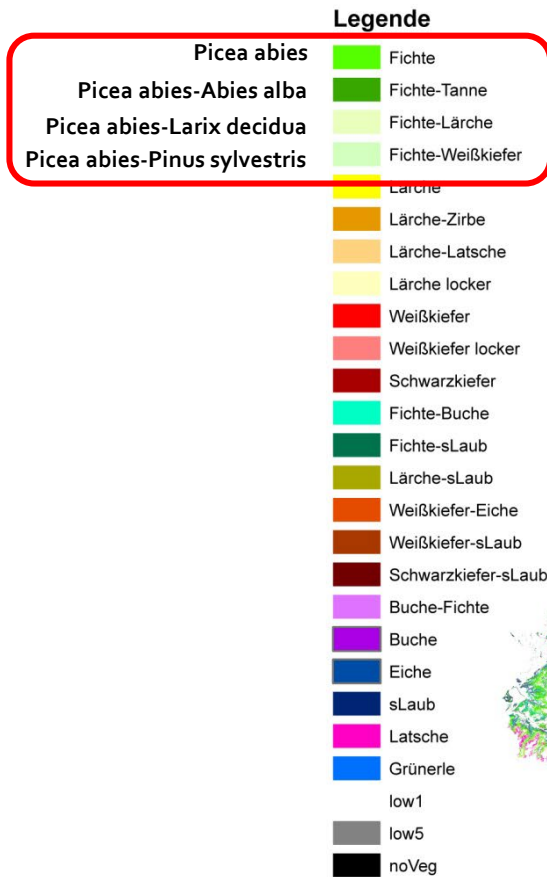 Legende
Picea abies Fichte
Picea abies-Abies alba Fichte-Tanne
Picea abies-Larix decidua Fichte-Lärche
Picea abies-Pinus sylvestris Fichte-Weißkiefer
Lärche
Lärche-Zirbe
Lärche-Latsche
Lärche locker
Weißkiefer
Weißkiefer locker
Schwarzkiefer
Fichte-Buche
Fichte-sLaub
Lärche-sLaub
Weißkiefer-Eiche
Weißkiefer-sLaub
Schwarzkiefer-sLaub
Buche-Fichte
Buche
Eiche
sLaub
Latsche
Grünerle
low1
low5
noVeg